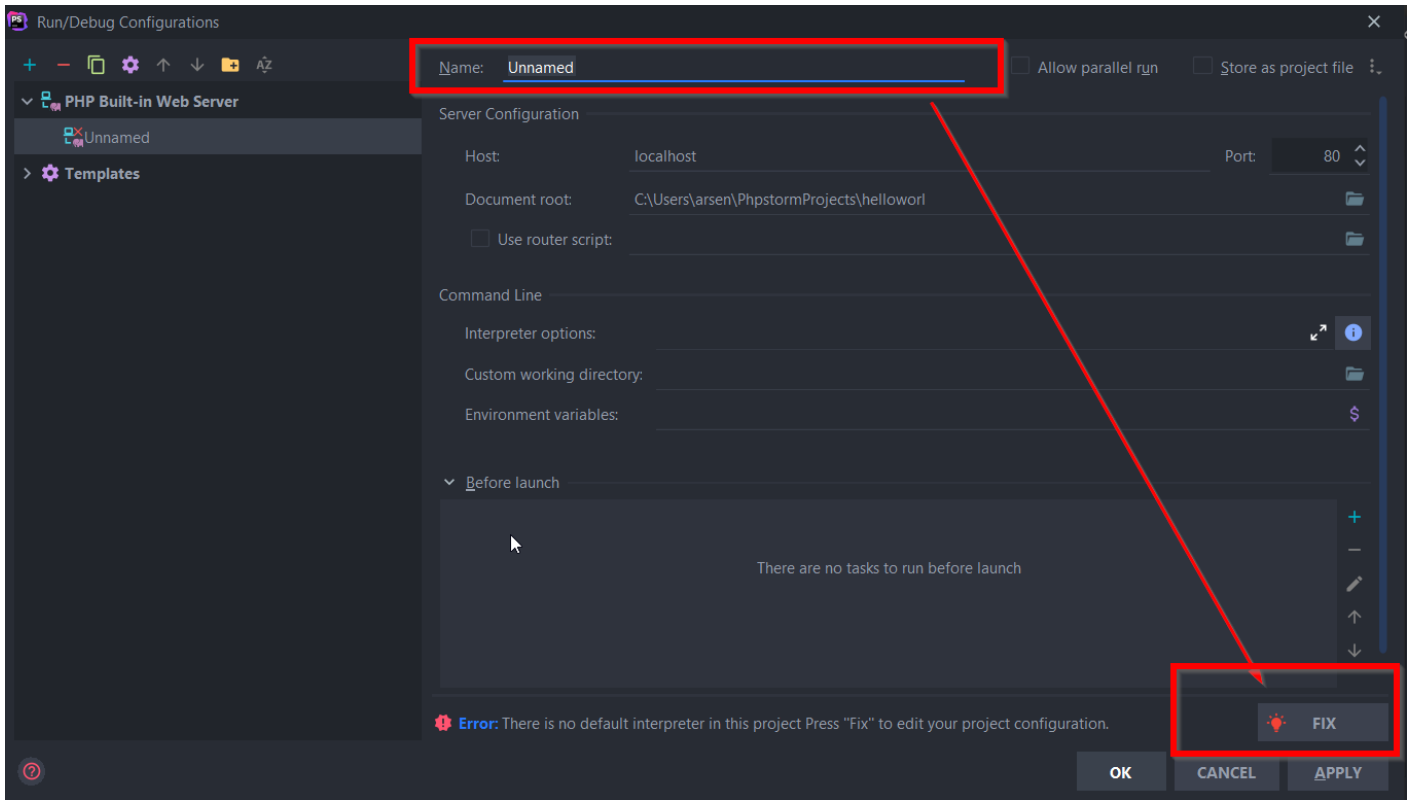 PS Run/Debug Configurations
Name: Unnamed Allow parallel run Store as project file
PHP Built-in Web Server
Unnamed
Templates
Server Configuration
Host: localhost Port: 80
Document root: C:\Users\arsen\PhpstormProjects\helloworl
Use router script:
Command Line
Interpreter options:
Custom working directory:
Environment variables:
Before launch
There are no tasks to run before launch
Error: There is no default interpreter in this project Press "Fix" to edit your project configuration. FIX
OK CANCEL APPLY